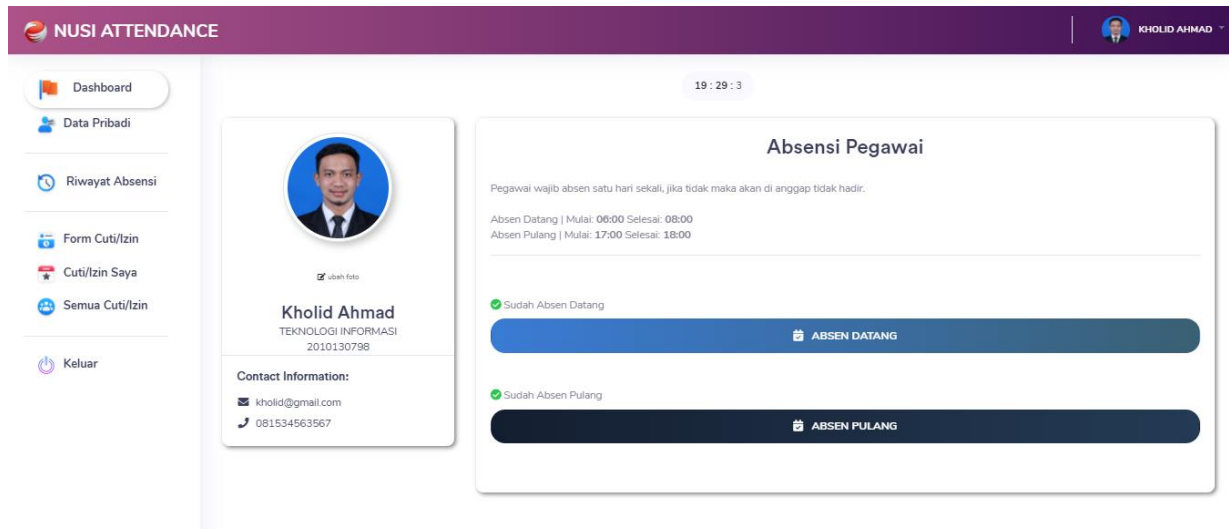 NUSI ATTENDANCE
KHOLID AHMAD
Dashboard
Data Pribadi
Riwayat Absensi
Form Cuti/Izin
Cuti/Izin Saya
Semua Cuti/Izin
Keluar
19 : 29 : 3
ubah foto
Kholid Ahmad
TEKNOLOGI INFORMASI
2010130798
Contact Information:
kholid@gmail.com
081534563567
Absensi Pegawai
Pegawai wajib absen satu hari sekali, jika tidak maka akan di anggap tidak hadir.
Absen Datang | Mulai: 06:00 Selesai: 08:00
Absen Pulang | Mulai: 17:00 Selesai: 18:00
Sudah Absen Datang
ABSEN DATANG
Sudah Absen Pulang
ABSEN PULANG